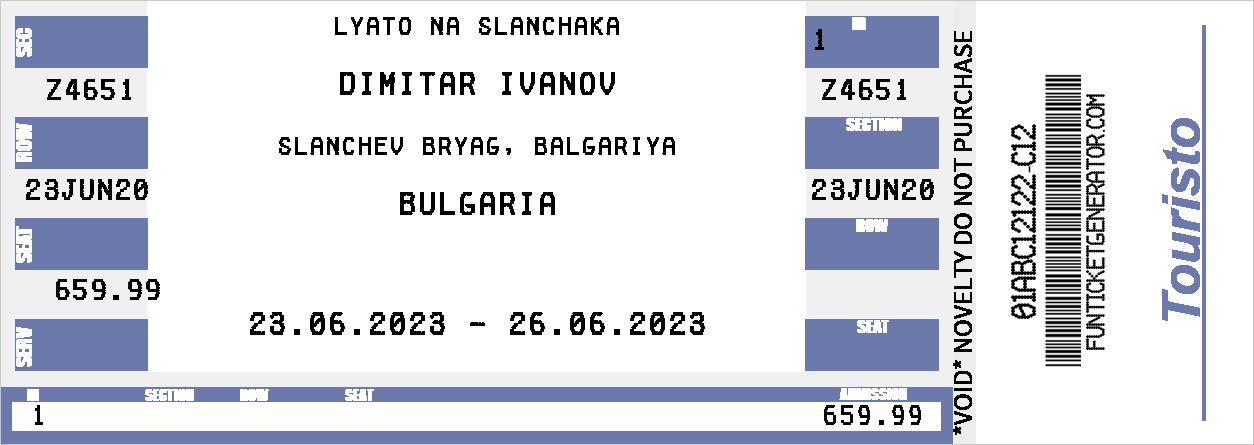 SEC
Z4651
ROW
23JUN20
SEAT
659.99
SERV
LYATO NA SLANCHAKA
DIMITAR IVANOV
SLANCHEV BRYAG, BALGARIYA
BULGARIA
23.06.2023 - 26.06.2023
1
Z4651
SECTION
23JUN20
ROW
SEAT
SECTION ROW SEAT ADMISSION
1 659.99
*VOID* NOVELTY DO NOT PURCHASE
01ABC12122-C12
FUNTICKETGENERATOR.COM
Touristo